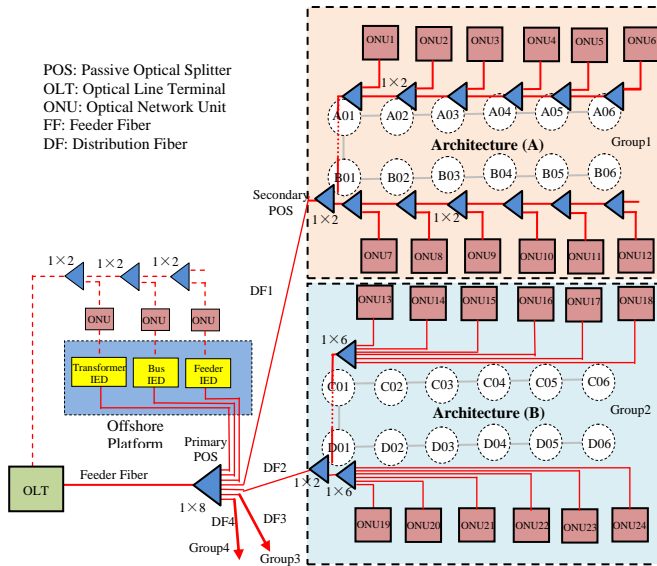 POS: Passive Optical Splitter
OLT: Optical Line Terminal
ONU: Optical Network Unit
FF: Feeder Fiber
DF: Distribution Fiber
ONU1 ONU2 ONU3 ONU4 ONU5 ONU6
1×2
A01 A02 A03 A04 A05 A06
Architecture (A) Group1
B01 B02 B03 B04 B05 B06
Secondary
POS
1×2 1×2
ONU7 ONU8 ONU9 ONU10 ONU11 ONU12
1×2 1×2 1×2
DF1
ONU ONU ONU
Transformer
IED
Bus
IED
Feeder
IED
Offshore
Platform
ONU13 ONU14 ONU15 ONU16 ONU17 ONU18
1×6
C01 C02 C03 C04 C05 C06
Architecture (B) Group2
D01 D02 D03 D04 D05 D06
Primary
POS
DF2
1×2 1×6
Feeder Fiber
OLT
1×8
DF4 DF3
Group4 Group3
ONU19 ONU20 ONU21 ONU22 ONU23 ONU24